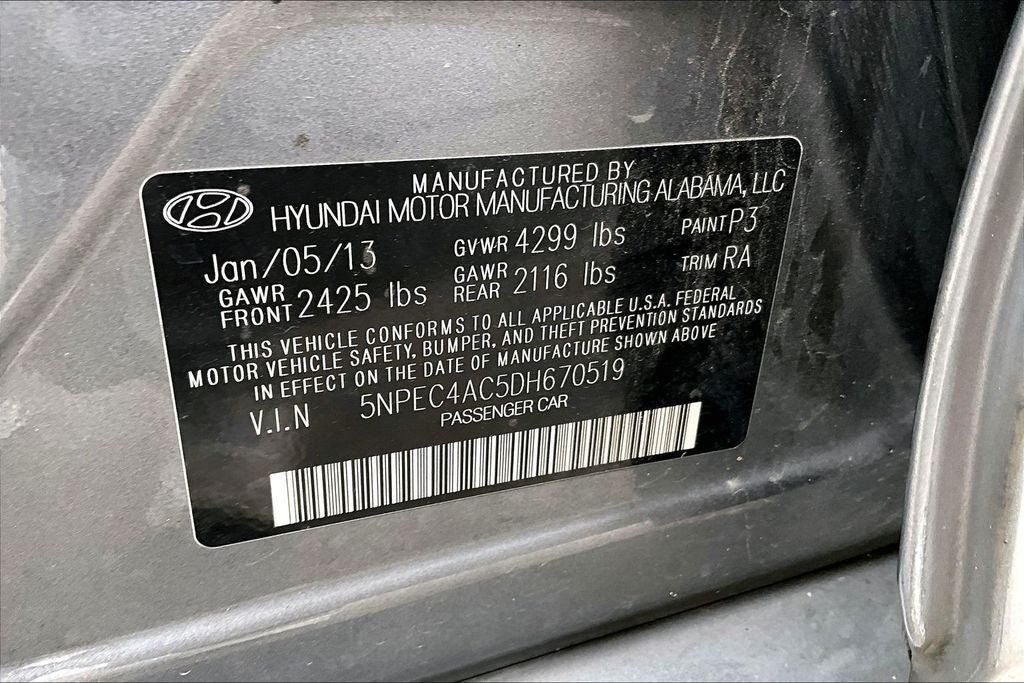 MANUFACTURED BY
HYUNDAI MOTOR MANUFACTURING ALABAMA, LLC
Jan/05/13 GVWR 4299 lbs PAINT P3
GAWR FRONT 2425 lbs GAWR REAR 2116 lbs TRIM RA
THIS VEHICLE CONFORMS TO ALL APPLICABLE U.S.A. FEDERAL
MOTOR VEHICLE SAFETY, BUMPER, AND THEFT PREVENTION STANDARDS
IN EFFECT ON THE DATE OF MANUFACTURE SHOWN ABOVE
V.I.N 5NPEC4AC5DH670519
PASSENGER CAR